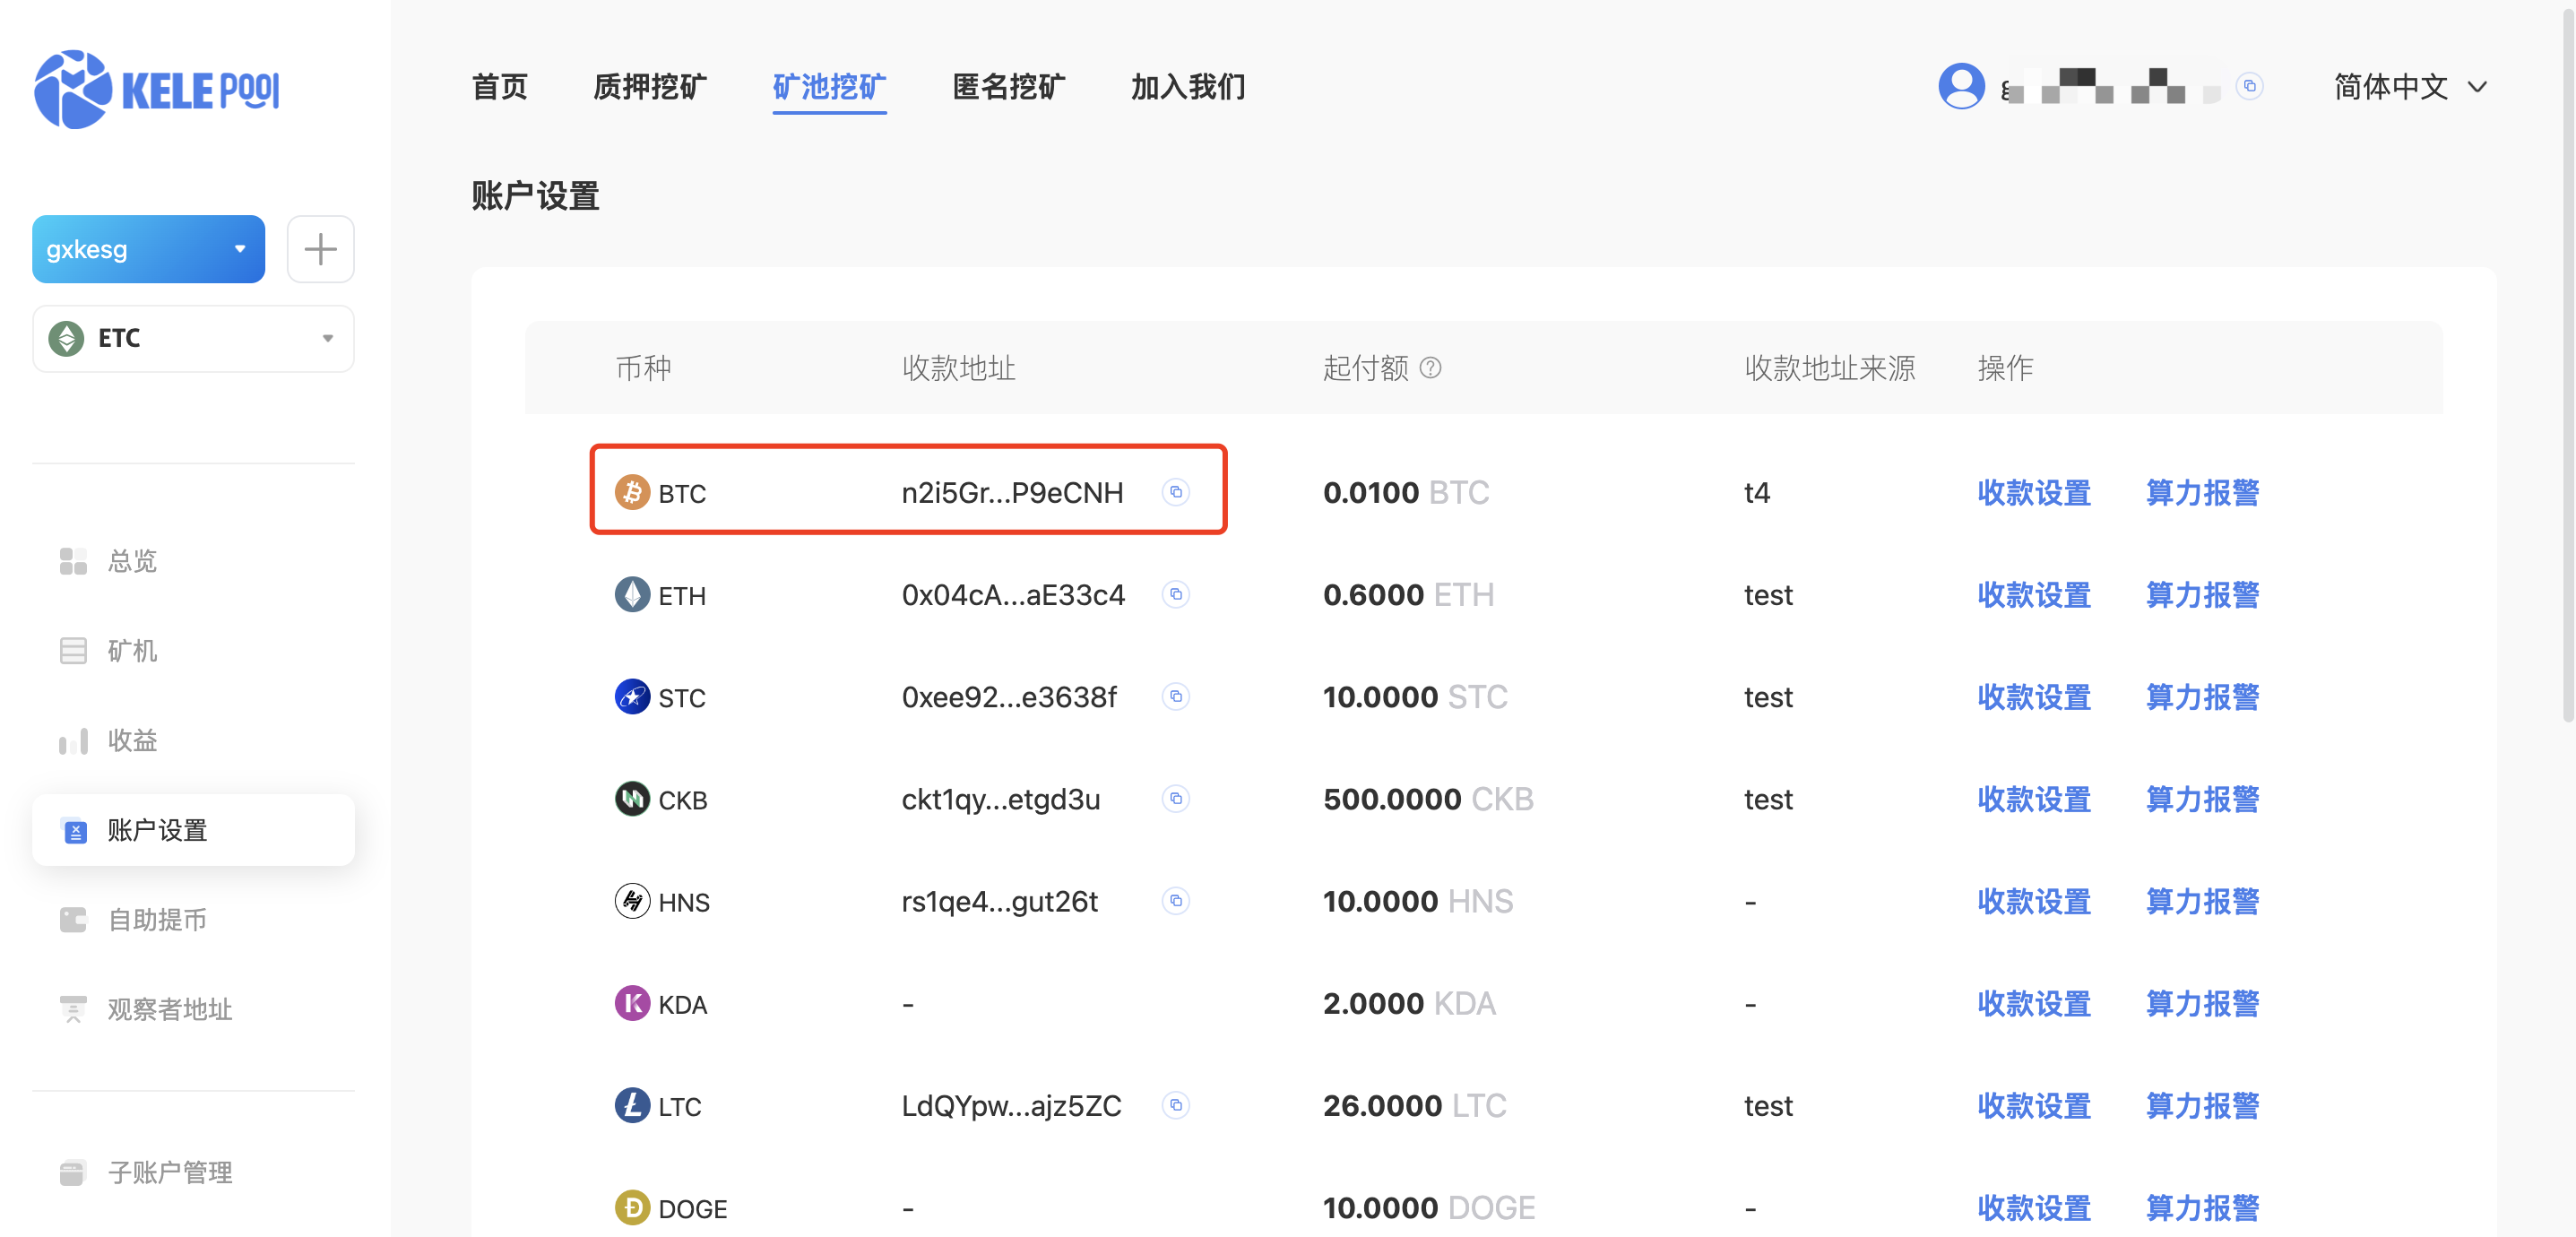 KELE POOL
首页 质押挖矿 矿池挖矿 匿名挖矿 加入我们 简体中文
账户设置
gxkesg
ETC
总览
矿机
收益
账户设置
自助提币
观察者地址
子账户管理
币种 收款地址 起付额 收款地址来源 操作
BTC n2i5Gr...P9eCNH 0.0100 BTC t4 收款设置 算力报警
ETH 0x04cA...aE33c4 0.6000 ETH test 收款设置 算力报警
STC 0xee92...e3638f 10.0000 STC test 收款设置 算力报警
CKB ckt1qy...etgd3u 500.0000 CKB test 收款设置 算力报警
HNS rs1qe4...gut26t 10.0000 HNS - 收款设置 算力报警
KDA - 2.0000 KDA - 收款设置 算力报警
LTC LdQYpw...ajz5ZC 26.0000 LTC test 收款设置 算力报警
DOGE - 10.0000 DOGE - 收款设置 算力报警